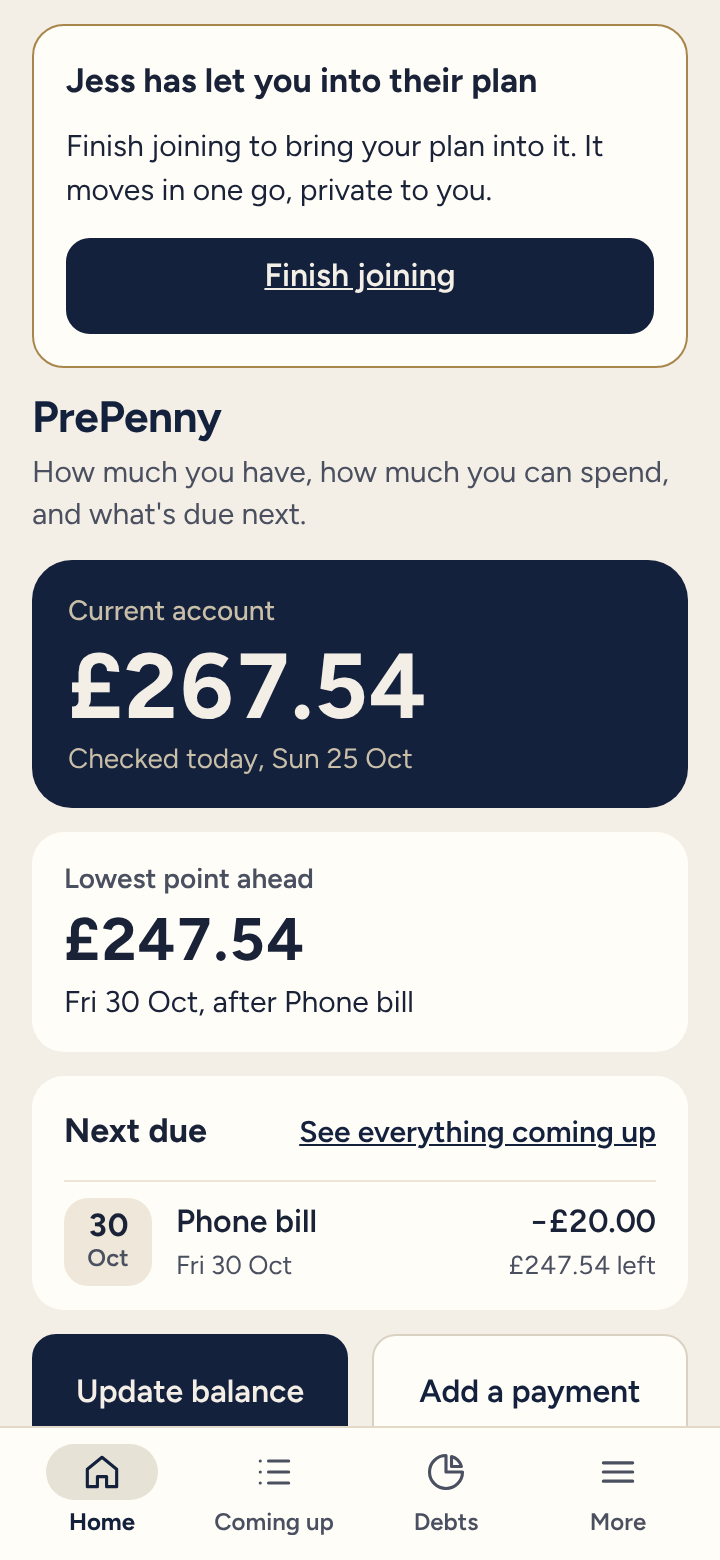 Jess has let you into their plan
Finish joining to bring your plan into it. It
moves in one go, private to you.
Finish joining
PrePenny
How much you have, how much you can spend,
and what's due next.
Current account
£267.54
Checked today, Sun 25 Oct
Lowest point ahead
£247.54
Fri 30 Oct, after Phone bill
Next due
See everything coming up
30
Oct
Phone bill
−£20.00
Fri 30 Oct
£247.54 left
Update balance
Add a payment
Home
Coming up
Debts
More